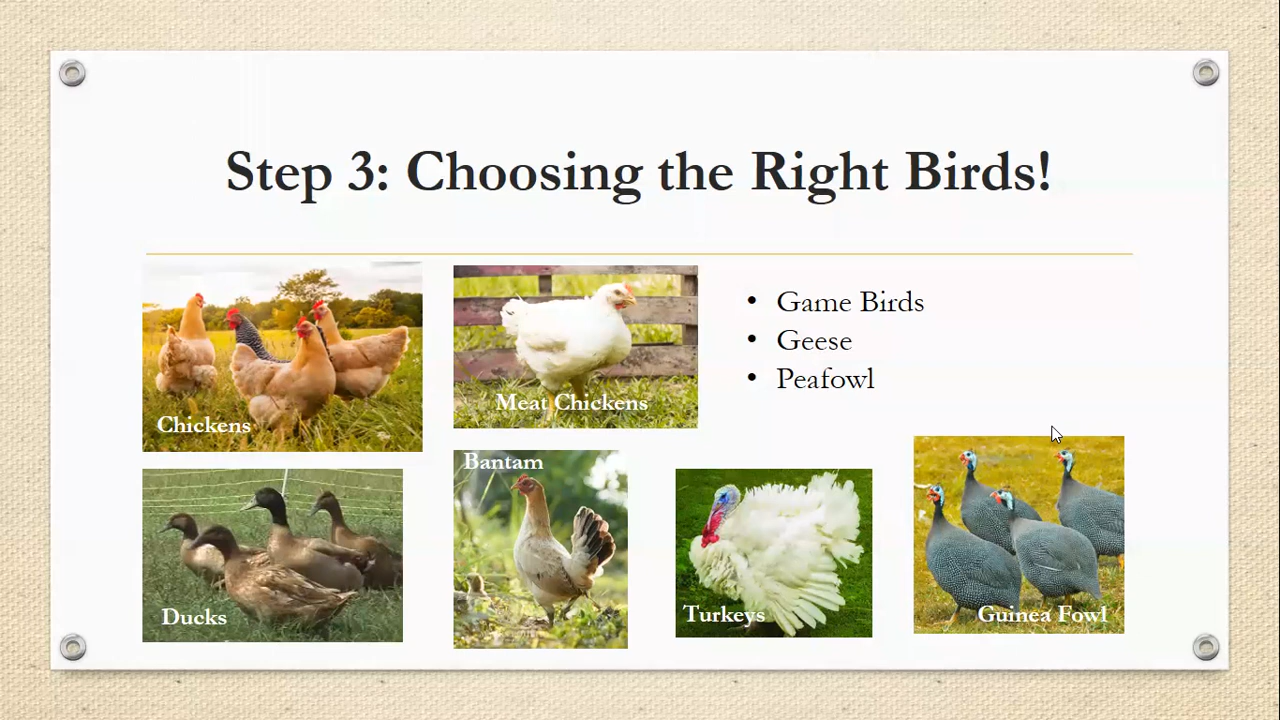 Step 3: Choosing the Right Birds!
Chickens
Meat Chickens
• Game Birds
• Geese
• Peafowl
Ducks
Bantam
Turkeys
Guinea Fowl